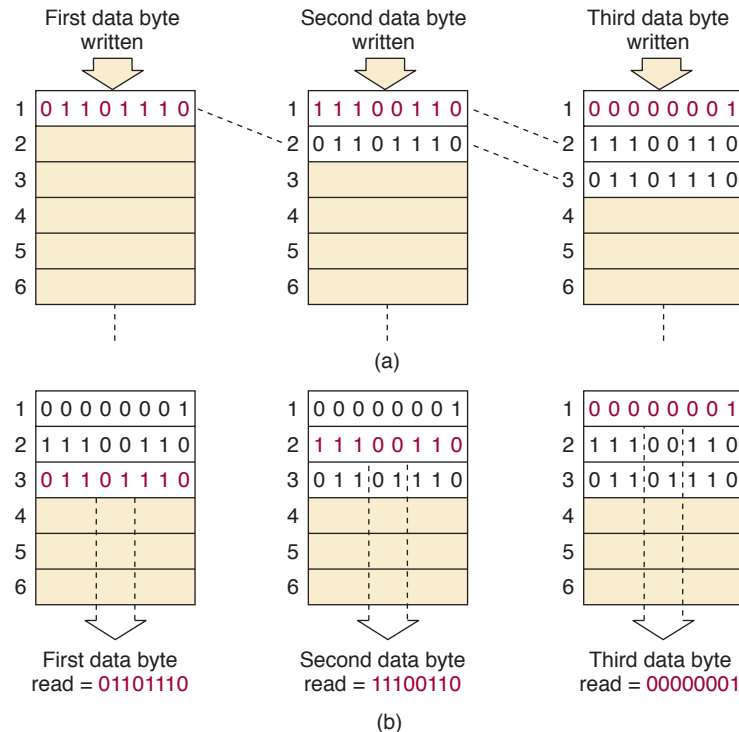 First data byte written
Second data byte written
Third data byte written
1 0 1 1 0 1 1 1 0
2
3
4
5
6
1 1 1 1 0 0 1 1 0
2 0 1 1 0 1 1 1 0
3
4
5
6
1 0 0 0 0 0 0 0 1
2 1 1 1 0 0 1 1 0
3 0 1 1 0 1 1 1 0
4
5
6
(a)
1 0 0 0 0 0 0 0 1
2 1 1 1 0 0 1 1 0
3 0 1 1 0 1 1 1 0
4
5
6
First data byte
read = 01101110
1 0 0 0 0 0 0 0 1
2 1 1 1 0 0 1 1 0
3 0 1 1 0 1 1 1 0
4
5
6
Second data byte
read = 11100110
1 0 0 0 0 0 0 0 1
2 1 1 1 0 0 1 1 0
3 0 1 1 0 1 1 1 0
4
5
6
Third data byte
read = 00000001
(b)